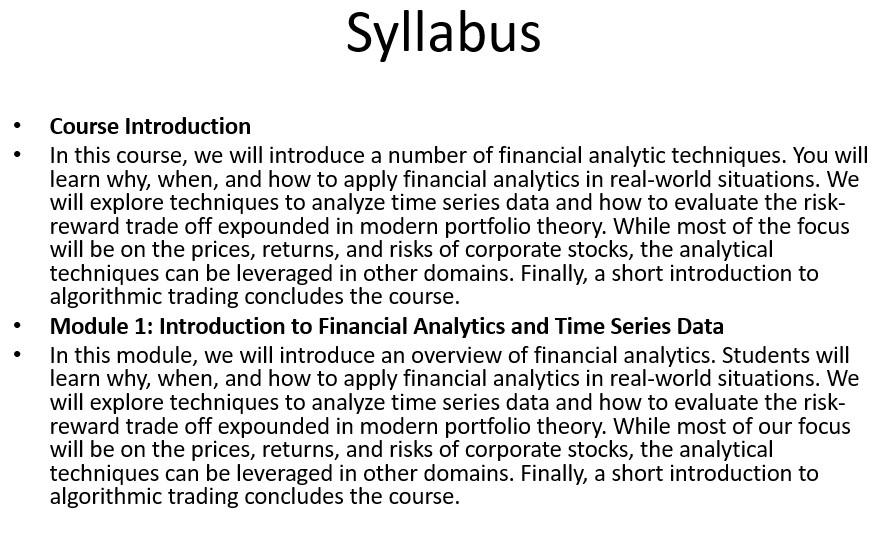 Syllabus
• Course Introduction
• In this course, we will introduce a number of financial analytic techniques. You will
learn why, when, and how to apply financial analytics in real-world situations. We
will explore techniques to analyze time series data and how to evaluate the risk-
reward trade off expounded in modern portfolio theory. While most of the focus
will be on the prices, returns, and risks of corporate stocks, the analytical
techniques can be leveraged in other domains. Finally, a short introduction to
algorithmic trading concludes the course.
• Module 1: Introduction to Financial Analytics and Time Series Data
• In this module, we will introduce an overview of financial analytics. Students will
learn why, when, and how to apply financial analytics in real-world situations. We
will explore techniques to analyze time series data and how to evaluate the risk-
reward trade off expounded in modern portfolio theory. While most of our focus
will be on the prices, returns, and risks of corporate stocks, the analytical
techniques can be leveraged in other domains. Finally, a short introduction to
algorithmic trading concludes the course.